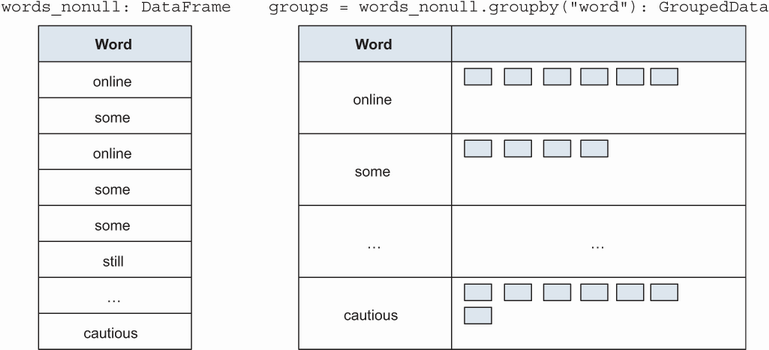 words_nonull: DataFrame
Word
online
some
online
some
some
still
…
cautious
groups = words_nonull.groupby("word"): GroupedData
Word
online
some
… …
cautious